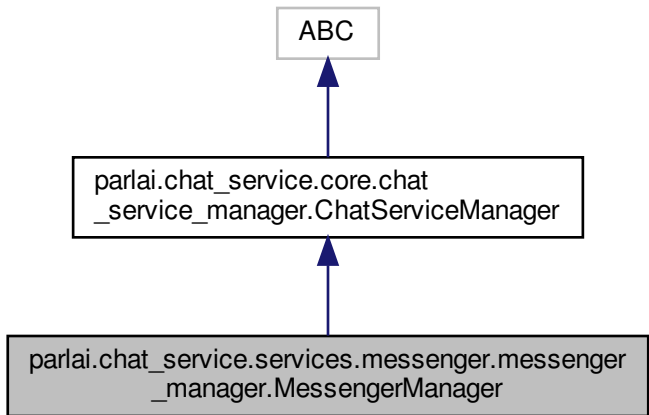 ABC
parlai.chat_service.core.chat
_service_manager.ChatServiceManager
parlai.chat_service.services.messenger.messenger
_manager.MessengerManager